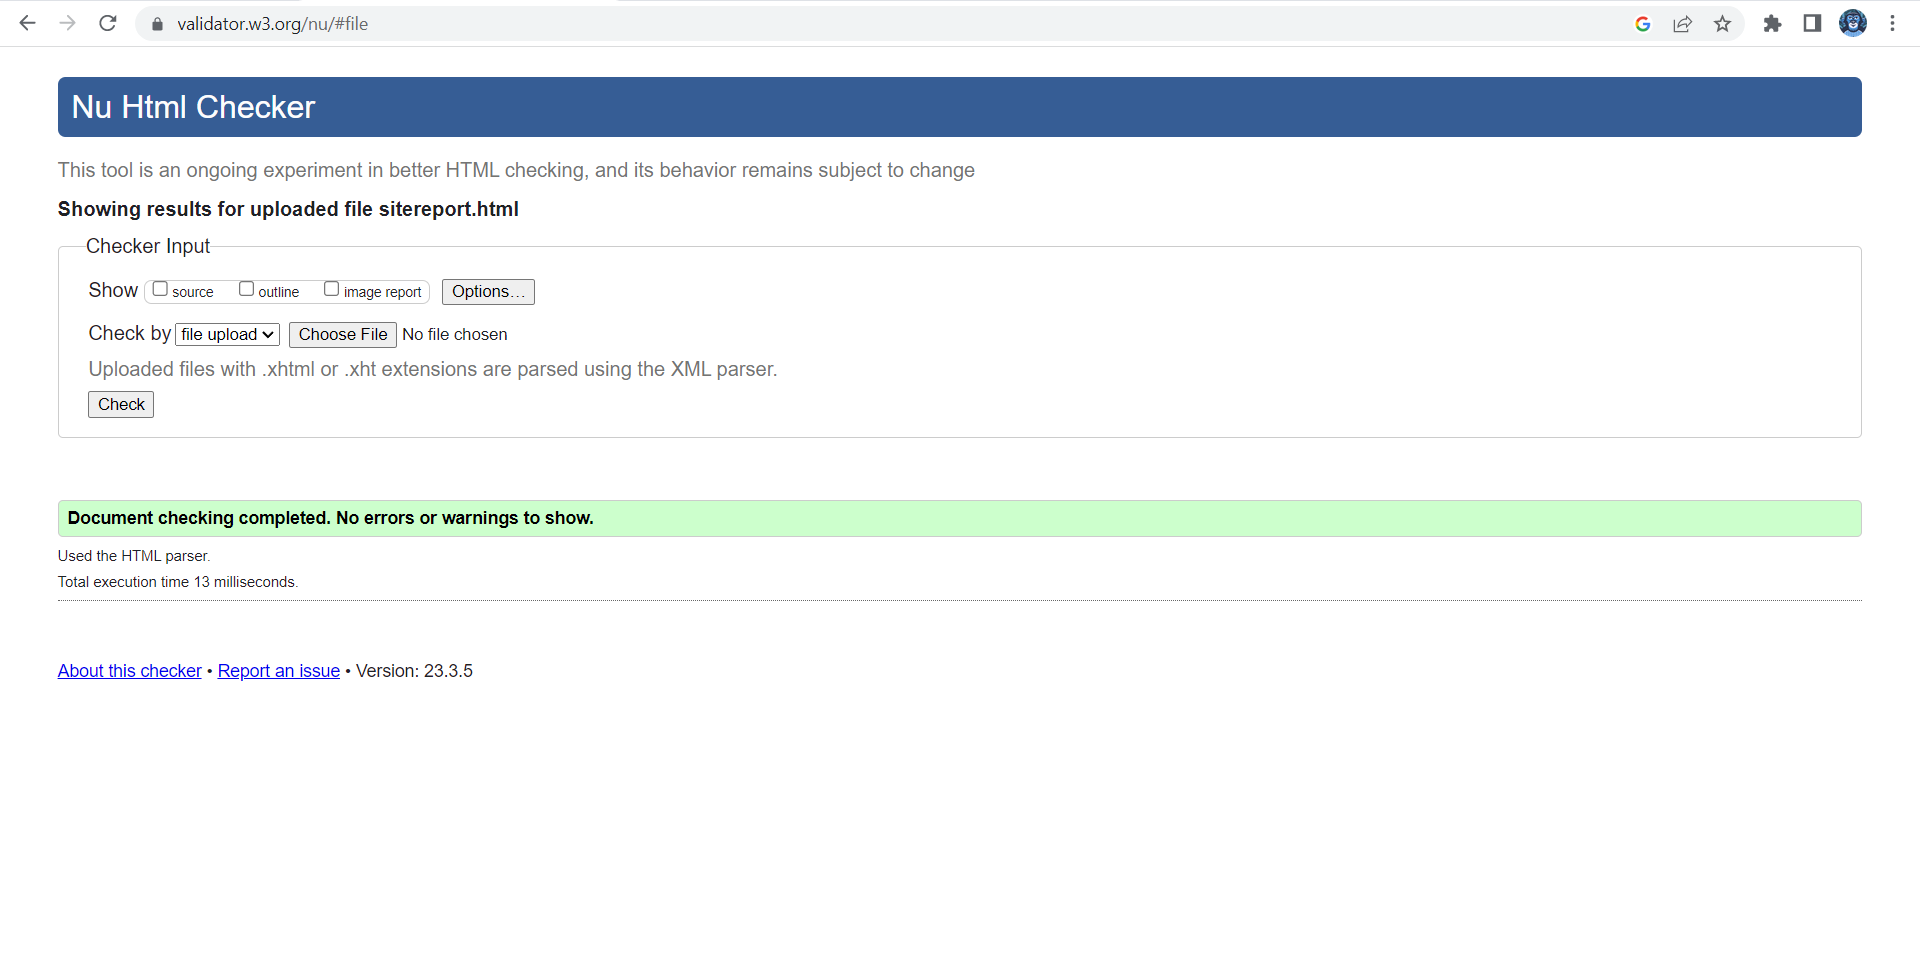 validator.w3.org/nu/#file
Nu Html Checker
This tool is an ongoing experiment in better HTML checking, and its behavior remains subject to change
Showing results for uploaded file sitereport.html
Checker Input
Show source outline image report Options…
Check by file upload Choose File No file chosen
Uploaded files with .xhtml or .xht extensions are parsed using the XML parser.
Check
Document checking completed. No errors or warnings to show.
Used the HTML parser.
Total execution time 13 milliseconds.
About this checker • Report an issue • Version: 23.3.5